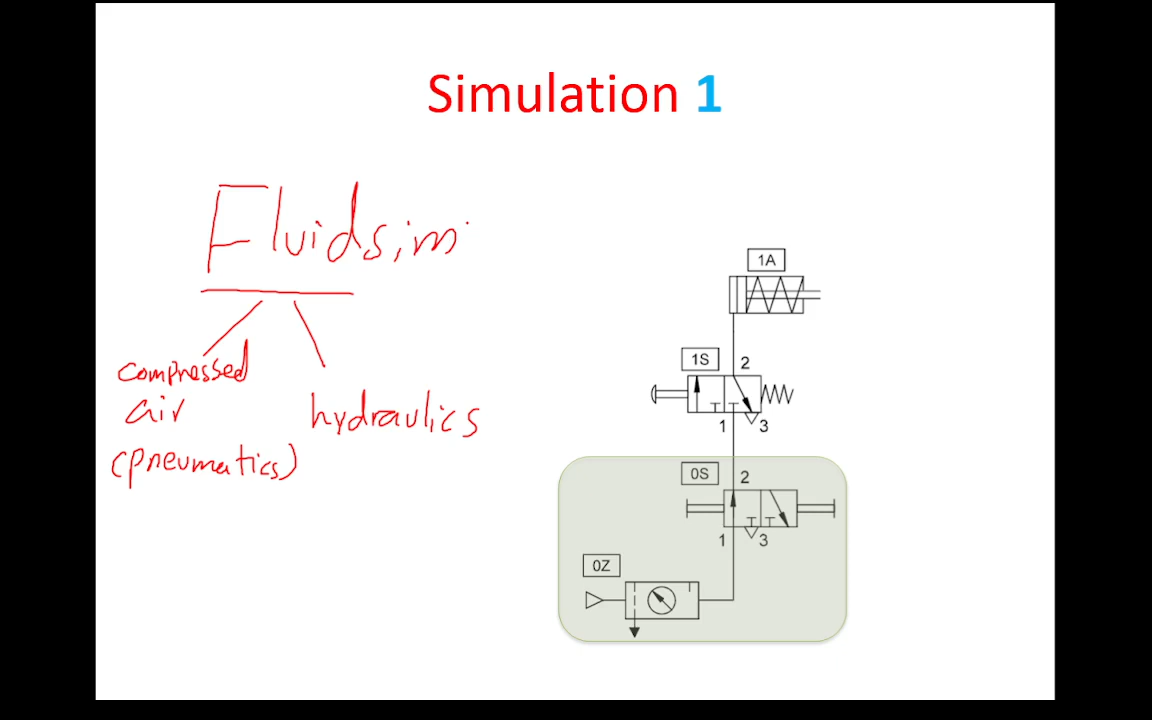 Simulation 1
Fluidsim
compressed
air
(pneumatics)
hydraulics
1A
1S
2
1
3
0S
2
1
3
0Z